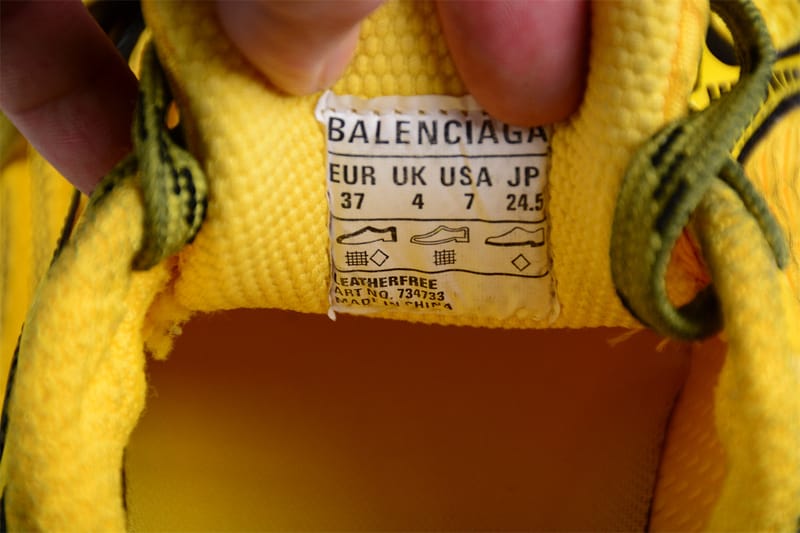 BALENCIAGA
EUR UK USA JP
37 4 7 24.5
LEATHERFREE
ART NO. 734733
MADE IN CHINA